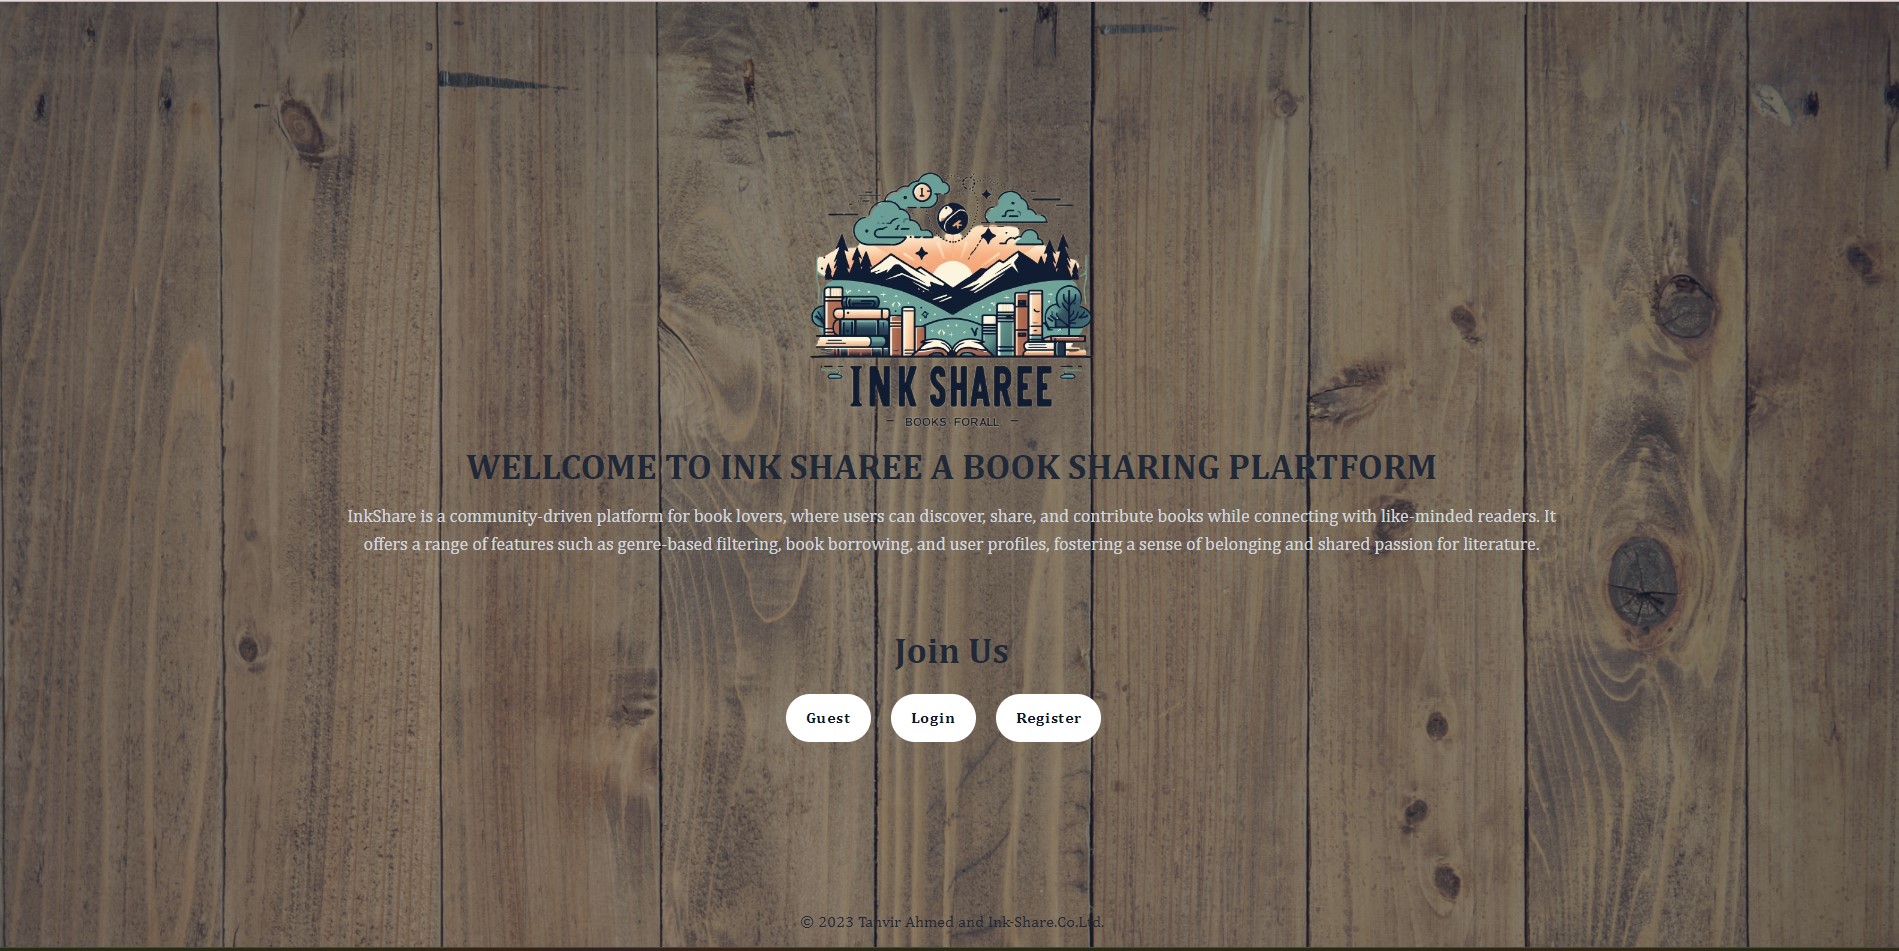 INK SHAREE
BOOKS FORALL
WELLCOME TO INK SHAREE A BOOK SHARING PLARTFORM
InkShare is a community-driven platform for book lovers, where users can discover, share, and contribute books while connecting with like-minded readers. It
offers a range of features such as genre-based filtering, book borrowing, and user profiles, fostering a sense of belonging and shared passion for literature.
Join Us
Guest Login Register
© 2023 Tanvir Ahmed and Ink-Share.Co.Ltd.